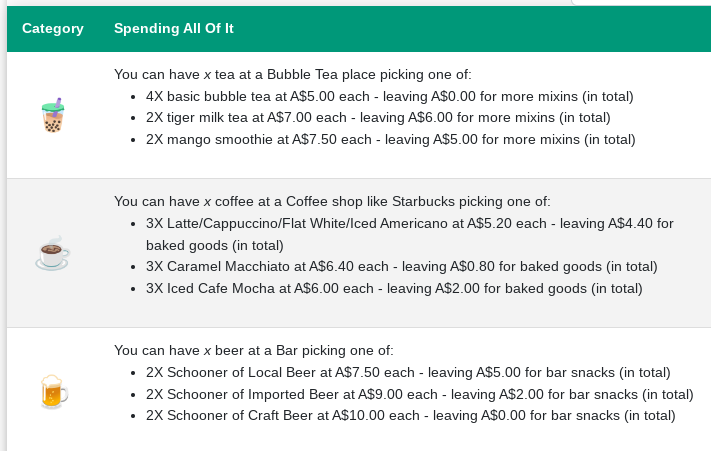 Category Spending All Of It
You can have x tea at a Bubble Tea place picking one of:
• 4X basic bubble tea at A$5.00 each - leaving A$0.00 for more mixins (in total)
• 2X tiger milk tea at A$7.00 each - leaving A$6.00 for more mixins (in total)
• 2X mango smoothie at A$7.50 each - leaving A$5.00 for more mixins (in total)
You can have x coffee at a Coffee shop like Starbucks picking one of:
• 3X Latte/Cappuccino/Flat White/Iced Americano at A$5.20 each - leaving A$4.40 for
baked goods (in total)
• 3X Caramel Macchiato at A$6.40 each - leaving A$0.80 for baked goods (in total)
• 3X Iced Cafe Mocha at A$6.00 each - leaving A$2.00 for baked goods (in total)
You can have x beer at a Bar picking one of:
• 2X Schooner of Local Beer at A$7.50 each - leaving A$5.00 for bar snacks (in total)
• 2X Schooner of Imported Beer at A$9.00 each - leaving A$2.00 for bar snacks (in total)
• 2X Schooner of Craft Beer at A$10.00 each - leaving A$0.00 for bar snacks (in total)